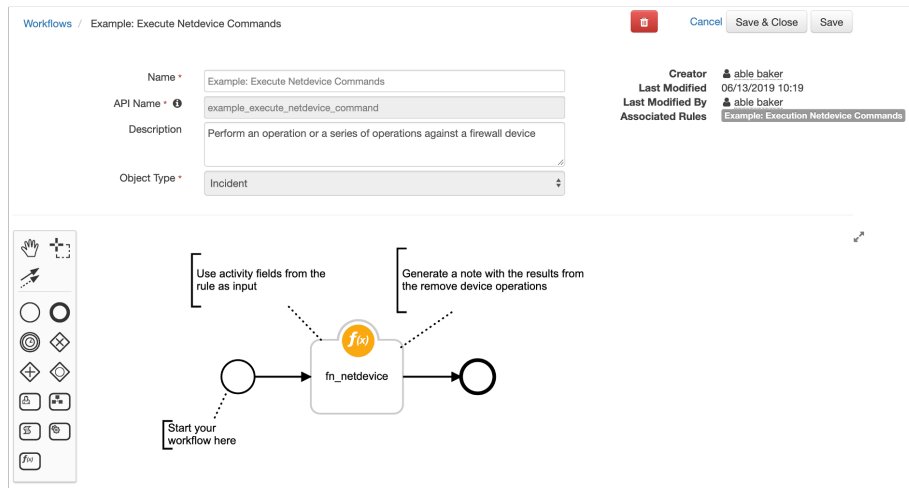 Workflows / Example: Execute Netdevice Commands
Cancel Save & Close Save
Name *
Example: Execute Netdevice Commands
API Name *
example_execute_netdevice_command
Description
Perform an operation or a series of operations against a firewall device
Object Type *
Incident
Creator able baker
Last Modified 06/13/2019 10:19
Last Modified By able baker
Associated Rules Example: Execution Netdevice Commands
Use activity fields from the
rule as input
Generate a note with the results from
the remove device operations
f(x)
fn_netdevice
Start your
workflow here
f(x)